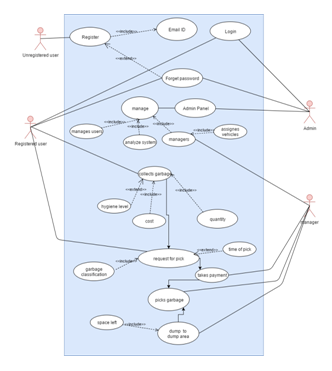 Register
<<include>>
Email ID
Login
Unregistered user
<<extend>>
Forget password
manage
Admin Panel
Admin
<<include>>
<<include>>
<<include>>
<<include>>
manages users
managers
assignes
vehicles
analyze system
Registered user
collects garbage
<<extend>>
<<include>>
<<include>>
hygiene level
manager
cost
quantity
request for pick
<<extend>>
time of pick
<<include>>
garbage
classification
takes payment
picks garbage
space left
<<include>>
dump to
dump area